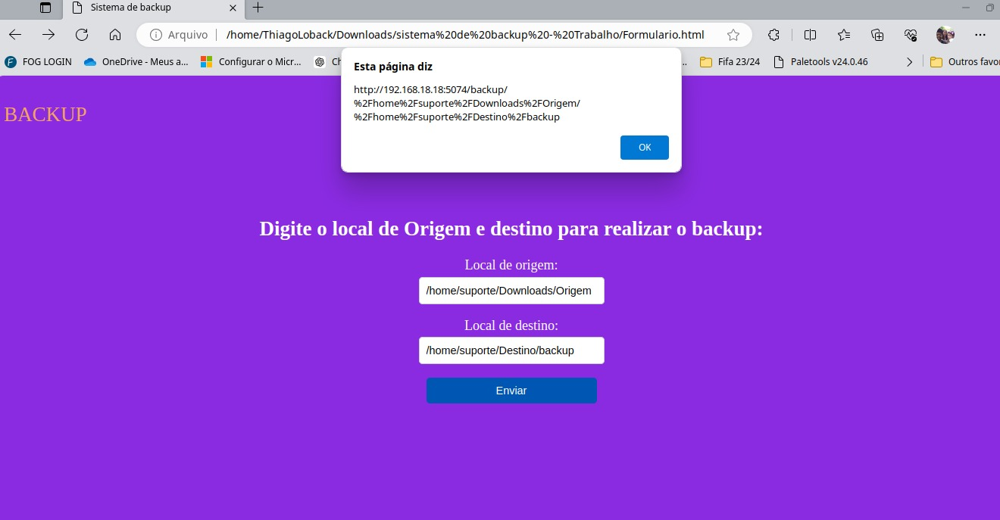 Sistema de backup
Arquivo /home/ThiagoLoback/Downloads/sistema%20de%20backup%20-%20Trabalho/Formulario.html
FOG LOGIN OneDrive - Meus a... Configurar o Micr... Ch .. Fifa 23/24 Paletools v24.0.46 Outros favor
Esta página diz
http://192.168.18.18:5074/backup/
%2Fhome%2Fsuporte%2FDownloads%2FOrigem/
%2Fhome%2Fsuporte%2FDestino%2Fbackup
OK
BACKUP
Digite o local de Origem e destino para realizar o backup:
Local de origem:
/home/suporte/Downloads/Origem
Local de destino:
/home/suporte/Destino/backup
Enviar